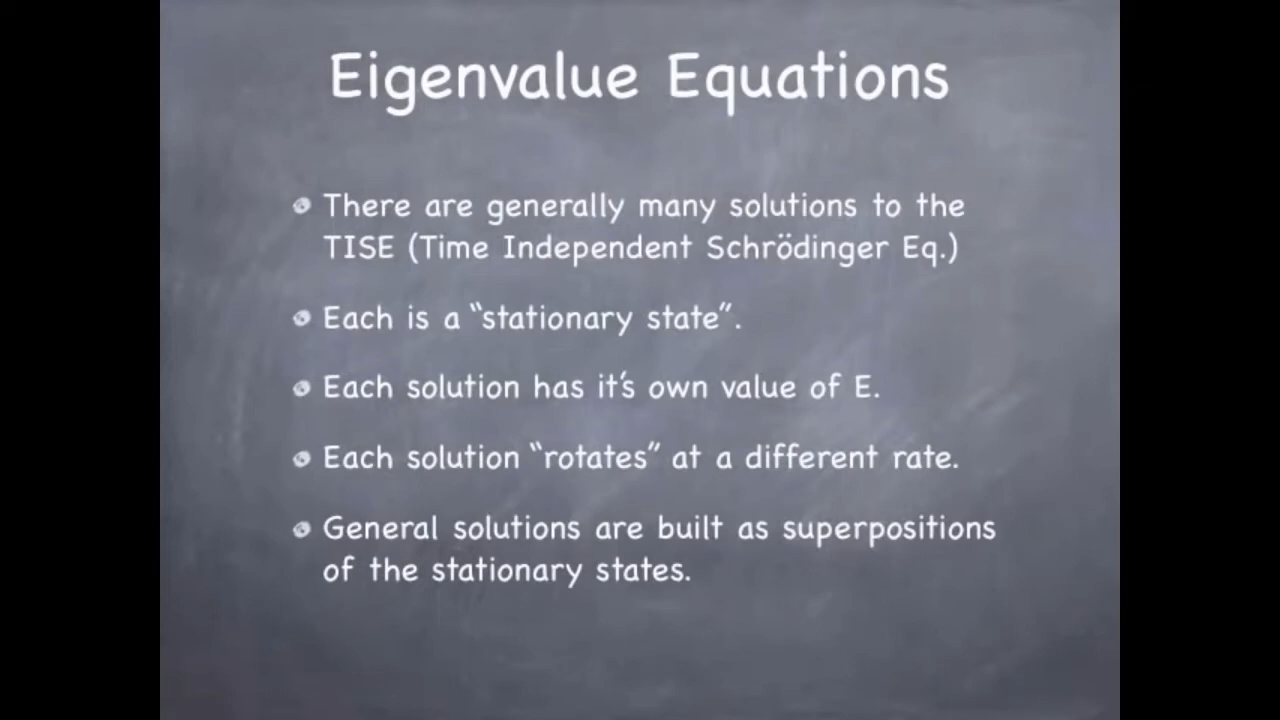 Eigenvalue Equations
There are generally many solutions to the
TISE (Time Independent Schrödinger Eq.)
Each is a “stationary state”.
Each solution has it’s own value of E.
Each solution “rotates” at a different rate.
General solutions are built as superpositions
of the stationary states.